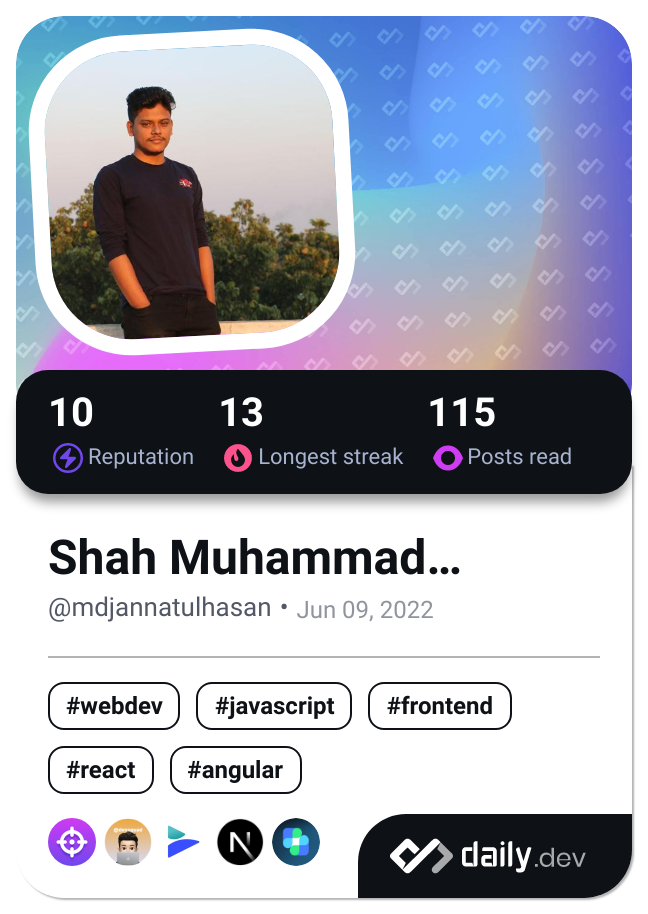 10 13 115
Reputation Longest streak Posts read
Shah Muhammad…
@mdjannatulhasan • Jun 09, 2022
#webdev #javascript #frontend
#react #angular
N
daily.dev